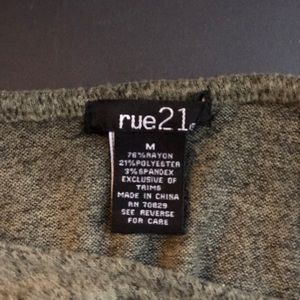 rue21
M
76%RAYON
21%POLYESTER
3%SPANDEX
EXCLUSIVE OF
TRIMS
MADE IN CHINA
RN 70829
SEE REVERSE
FOR CARE